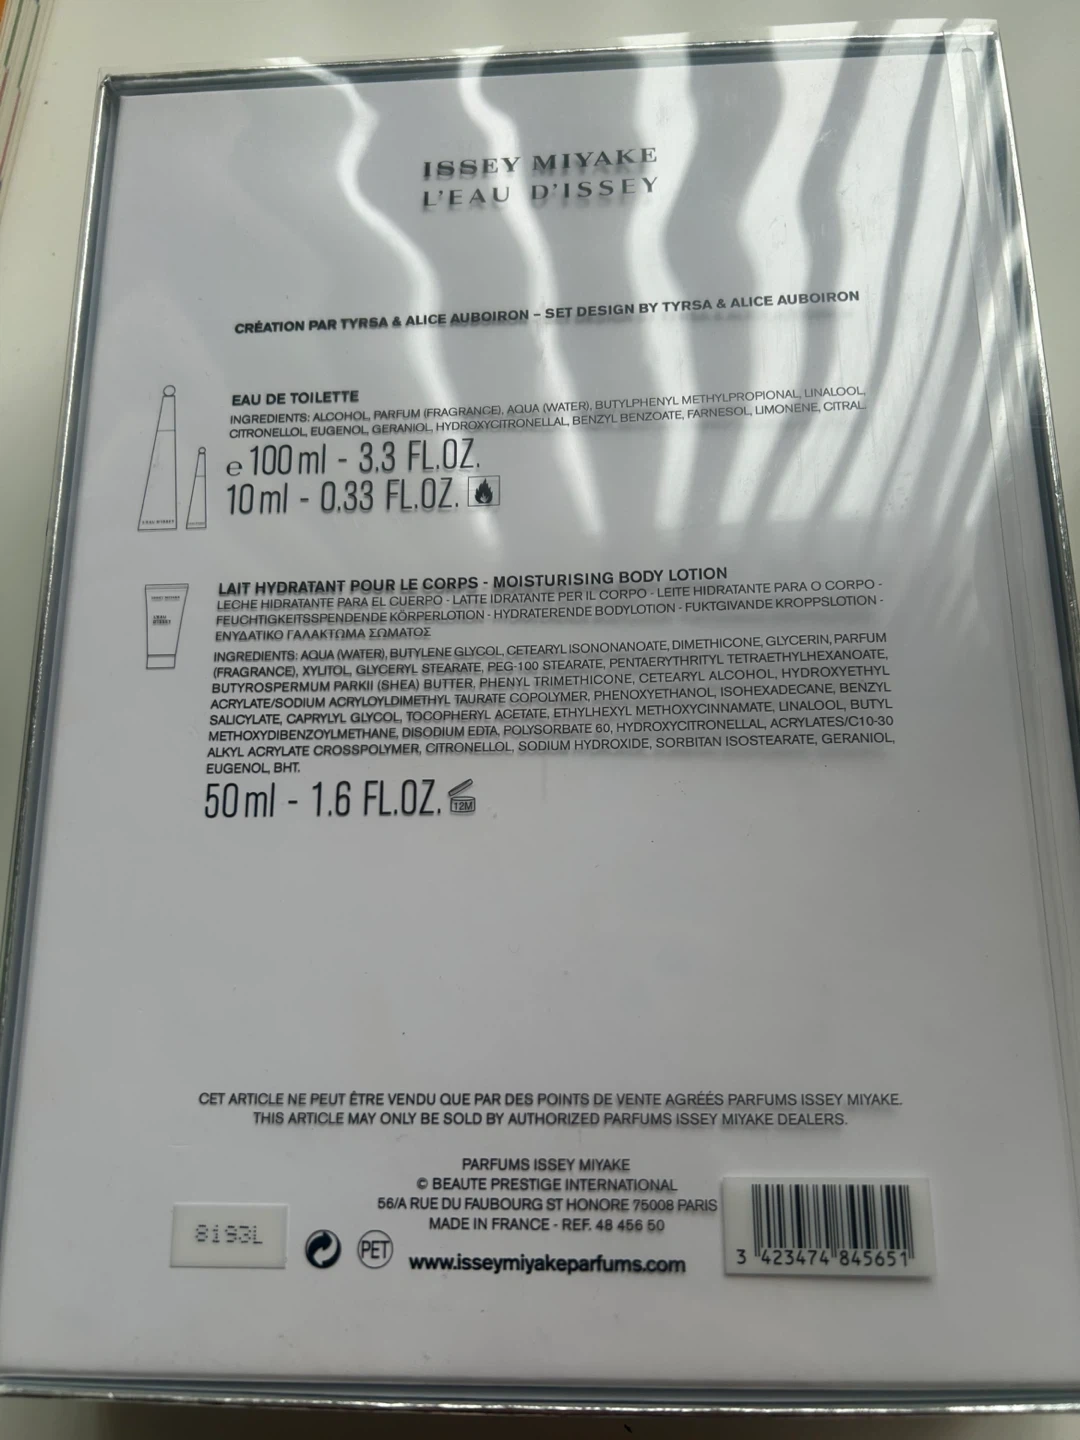 ISSEY MIYAKE
L'EAU D'ISSEY
CRÉATION PAR TYRSA & ALICE AUBOIRON – SET DESIGN BY TYRSA & ALICE AUBOIRON
EAU DE TOILETTE
INGREDIENTS: ALCOHOL, PARFUM (FRAGRANCE), AQUA (WATER), BUTYLPHENYL METHYLPROPIONAL, LINALOOL,
CITRONELLOL, EUGENOL, GERANIOL, HYDROXYCITRONELLAL, BENZYL BENZOATE, FARNESOL, LIMONENE, CITRAL.
e 100 ml - 3.3 FL.OZ.
10 ml - 0.33 FL.OZ.
L'EAU D'ISSEY
LAIT HYDRATANT POUR LE CORPS - MOISTURISING BODY LOTION
LECHE HIDRATANTE PARA EL CUERPO - LATTE IDRATANTE PER IL CORPO - LEITE HIDRATANTE PARA O CORPO -
FEUCHTIGKEITSSPENDENDE KÖRPERLOTION - HYDRATERENDE BODYLOTION - FUKTGIVANDE KROPPSLOTION -
ΕΝΥΔΑΤΙΚΟ ΓΑΛΑΚΤΩΜΑ ΣΩΜΑΤΟΣ
ISSEY MIYAKE
L'EAU
D'ISSEY
INGREDIENTS: AQUA (WATER), BUTYLENE GLYCOL, CETEARYL ISONONANOATE, DIMETHICONE, GLYCERIN, PARFUM
(FRAGRANCE), XYLITOL, GLYCERYL STEARATE, PEG-100 STEARATE, PENTAERYTHRITYL TETRAETHYLHEXANOATE,
BUTYROSPERMUM PARKII (SHEA) BUTTER, PHENYL TRIMETHICONE, CETEARYL ALCOHOL, HYDROXYETHYL
ACRYLATE/SODIUM ACRYLOYLDIMETHYL TAURATE COPOLYMER, PHENOXYETHANOL, ISOHEXADECANE, BENZYL
SALICYLATE, CAPRYLYL GLYCOL, TOCOPHERYL ACETATE, ETHYLHEXYL METHOXYCINNAMATE, LINALOOL, BUTYL
METHOXYDIBENZOYLMETHANE, DISODIUM EDTA, POLYSORBATE 60, HYDROXYCITRONELLAL, ACRYLATES/C10-30
ALKYL ACRYLATE CROSSPOLYMER, CITRONELLOL, SODIUM HYDROXIDE, SORBITAN ISOSTEARATE, GERANIOL,
EUGENOL, BHT.
50 ml - 1.6 FL.OZ. 12M
CET ARTICLE NE PEUT ÊTRE VENDU QUE PAR DES POINTS DE VENTE AGRÉÉS PARFUMS ISSEY MIYAKE.
THIS ARTICLE MAY ONLY BE SOLD BY AUTHORIZED PARFUMS ISSEY MIYAKE DEALERS.
PARFUMS ISSEY MIYAKE
© BEAUTE PRESTIGE INTERNATIONAL
56/A RUE DU FAUBOURG ST HONORE 75008 PARIS
MADE IN FRANCE - REF. 48 456 50
www.isseymiyakeparfums.com
8193L
PET
3 423474 845651